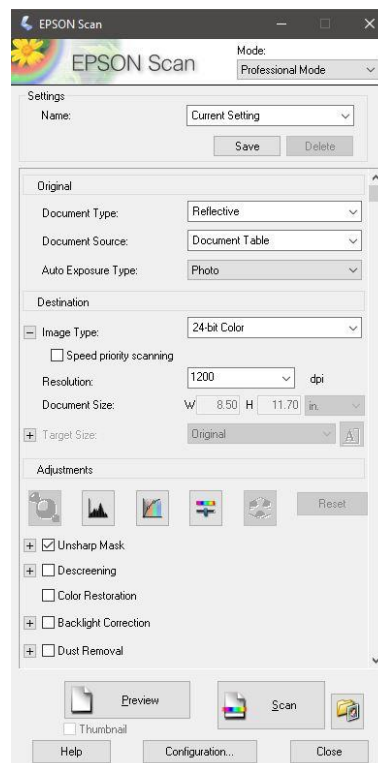 EPSON Scan
EPSON Scan
Mode:
Professional Mode
Settings
Name: Current Setting
Save Delete
Original
Document Type: Reflective
Document Source: Document Table
Auto Exposure Type: Photo
Destination
Image Type: 24-bit Color
Speed priority scanning
Resolution: 1200 dpi
Document Size: W 8.50 H 11.70 in.
Target Size: Original A
Adjustments
Reset
Unsharp Mask
Descreening
Color Restoration
Backlight Correction
Dust Removal
Preview Scan
Thumbnail
Help Configuration... Close